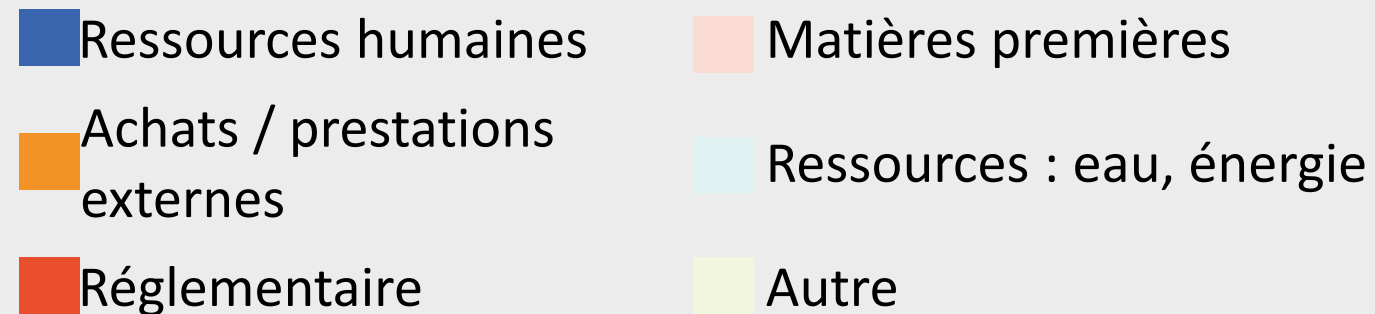 Ressources humaines
Matières premières
Achats / prestations
externes
Ressources : eau, énergie
Réglementaire
Autre